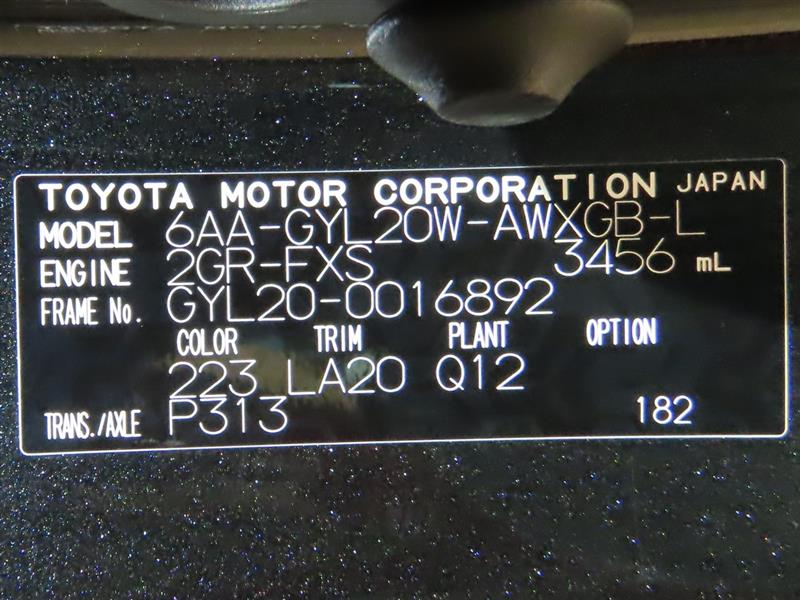 TOYOTA MOTOR CORPORATION JAPAN
MODEL 6AA-GYL20W-AWXGB-L
ENGINE 2GR-FXS 3456 mL
FRAME No. GYL20-0016892
COLOR TRIM PLANT OPTION
223 LA20 Q12
TRANS./AXLE P313 182